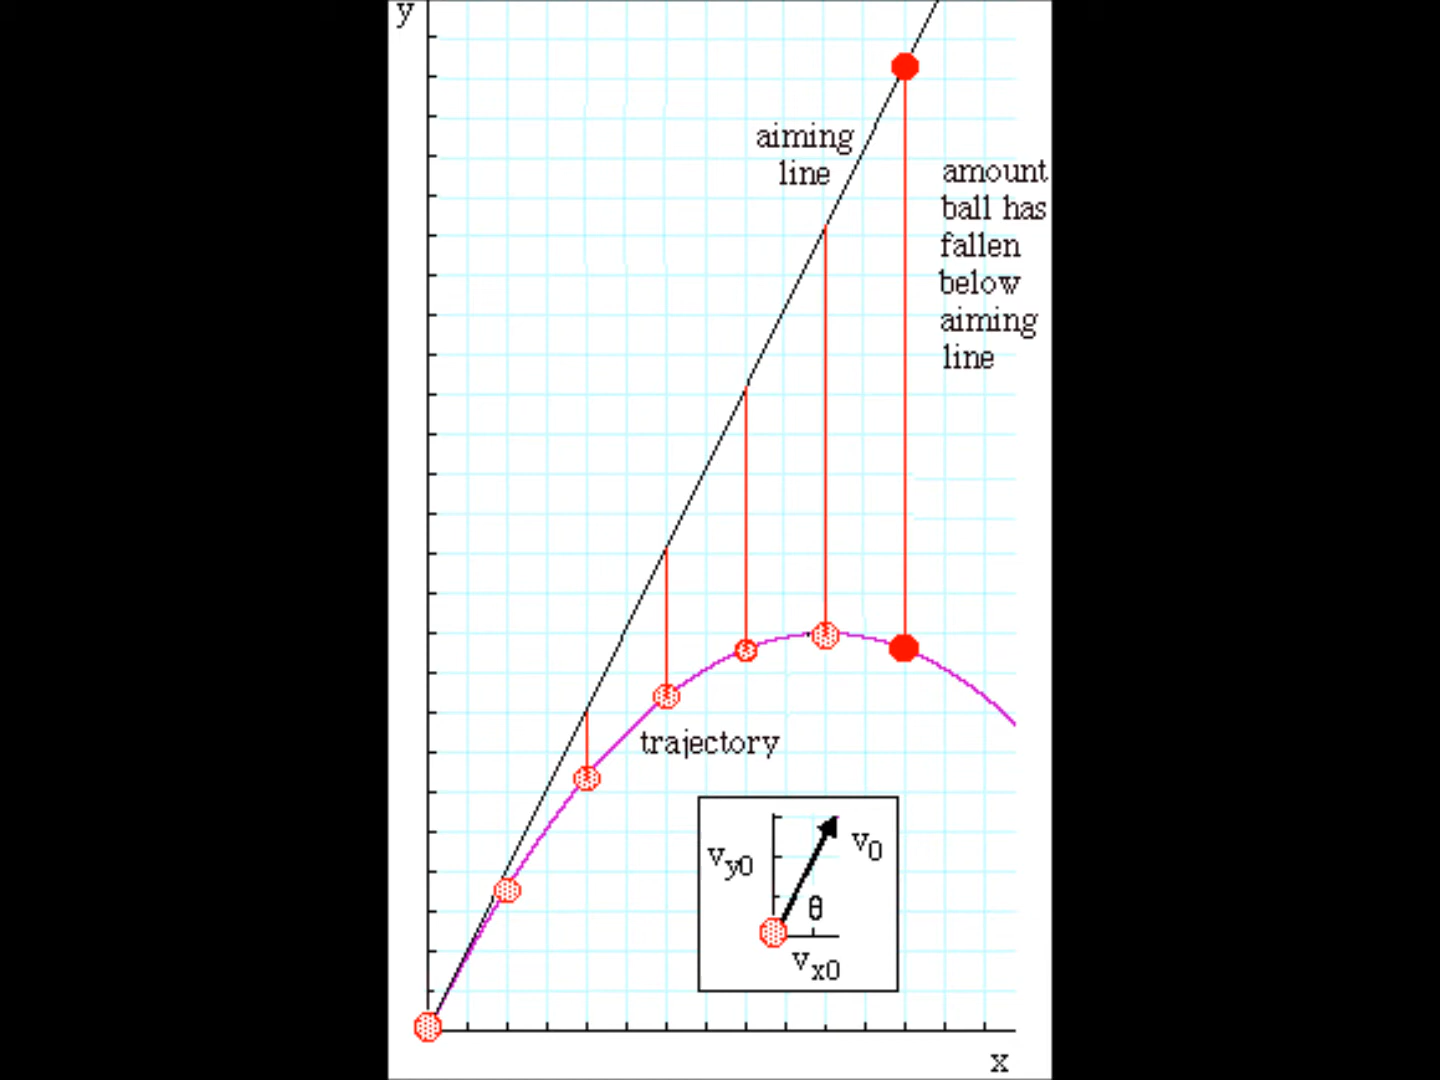 y
aiming
line
amount
ball has
fallen
below
aiming
line
trajectory
v0
vy0
θ
vx0
x